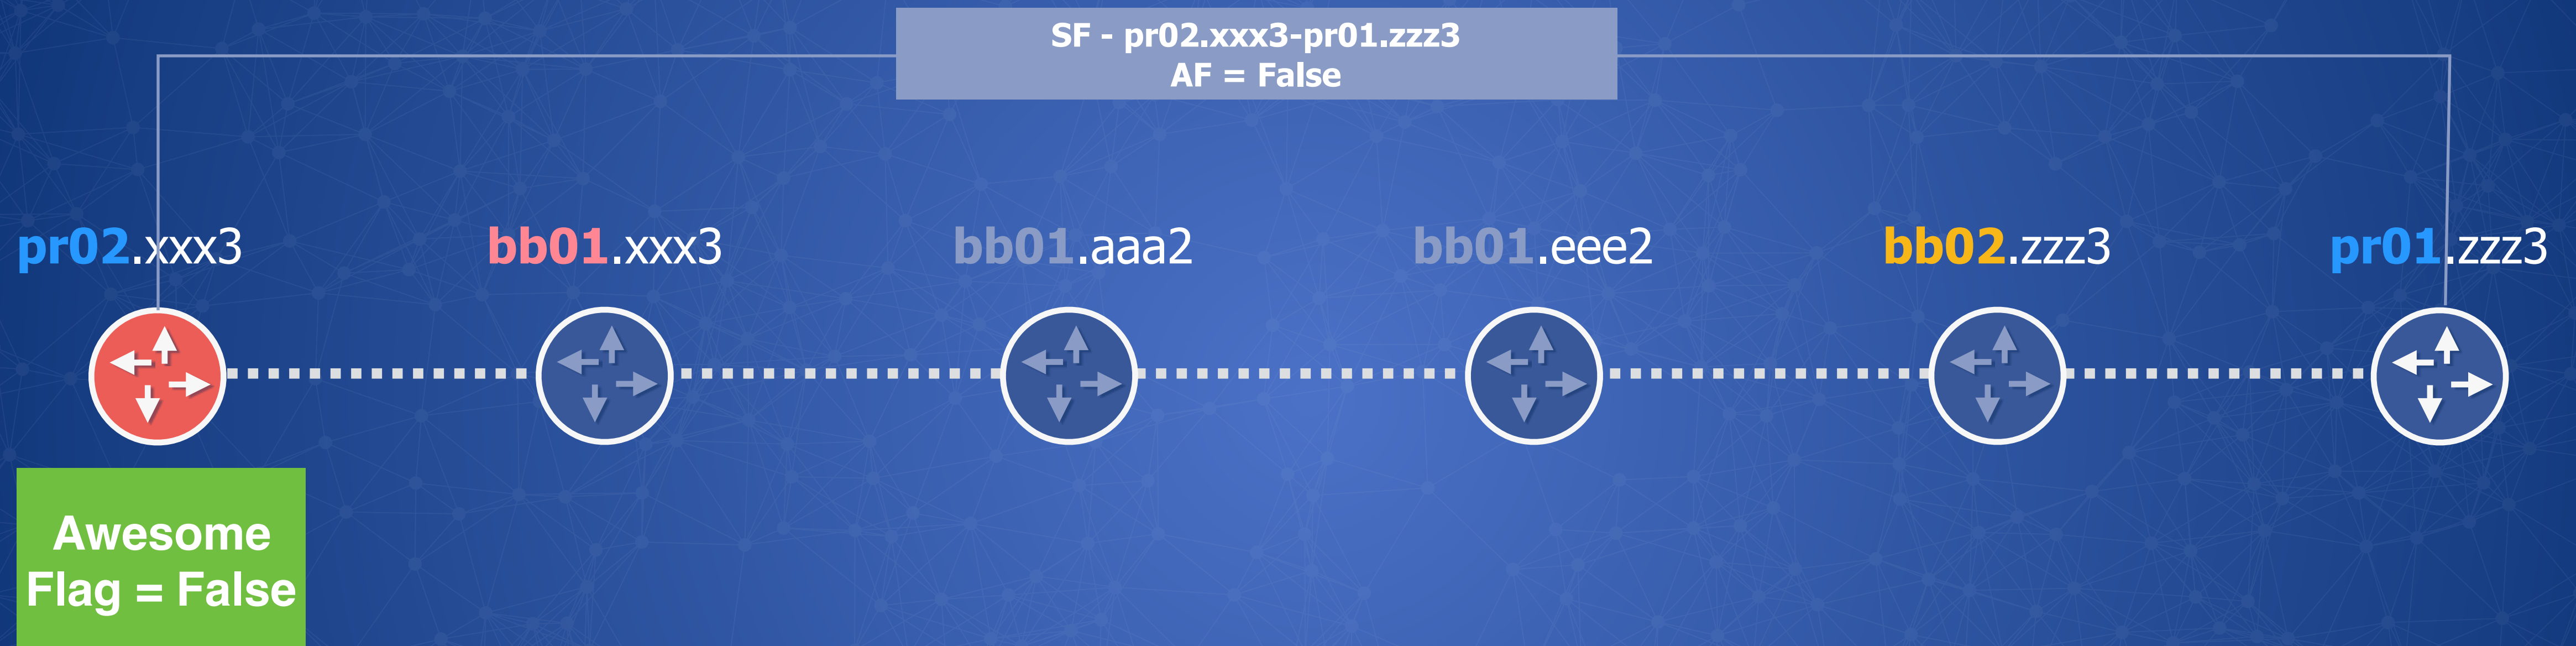 SF - pr02.xxx3-pr01.zzz3
AF = False
pr02.xxx3
bb01.xxx3
bb01.aaa2
bb01.eee2
bb02.zzz3
pr01.zzz3
Awesome
Flag = False